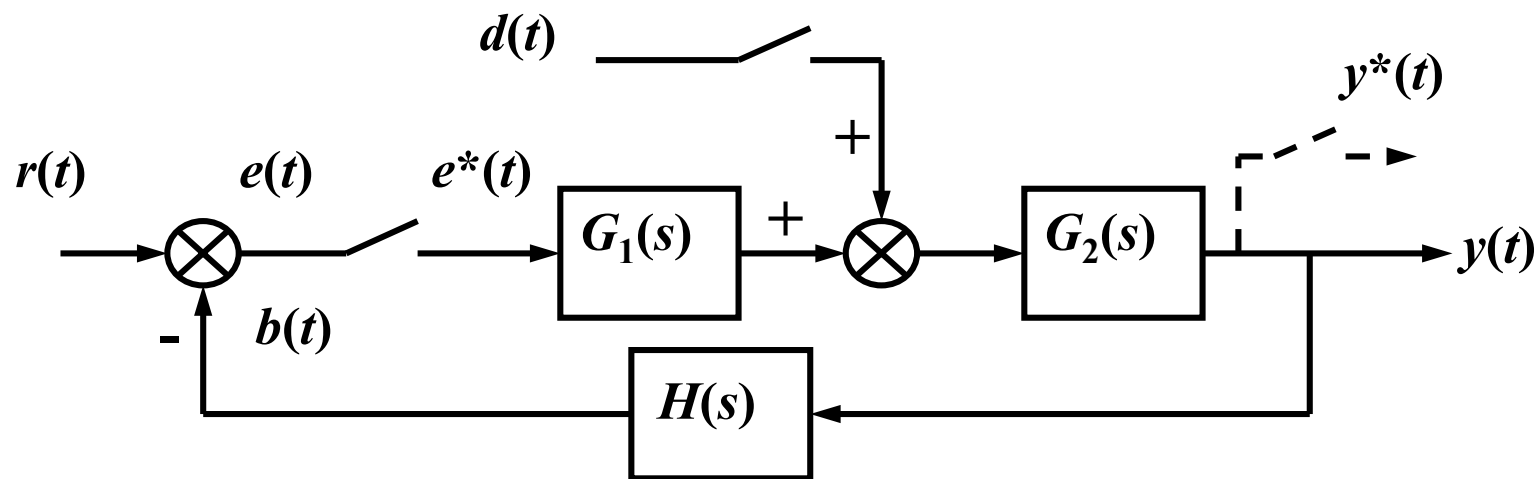 d(t)
y*(t)
+
r(t)
e(t)
e*(t)
G₁(s)
+
G₂(s)
y(t)
-
b(t)
H(s)